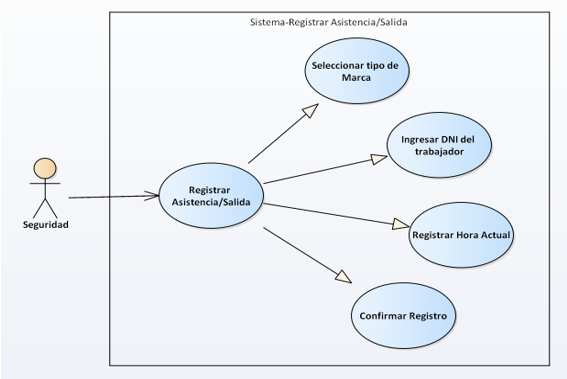 Sistema-Registrar Asistencia/Salida
Seleccionar tipo de
Marca
Ingresar DNI del
trabajador
Registrar
Asistencia/Salida
Seguridad
Registrar Hora Actual
Confirmar Registro